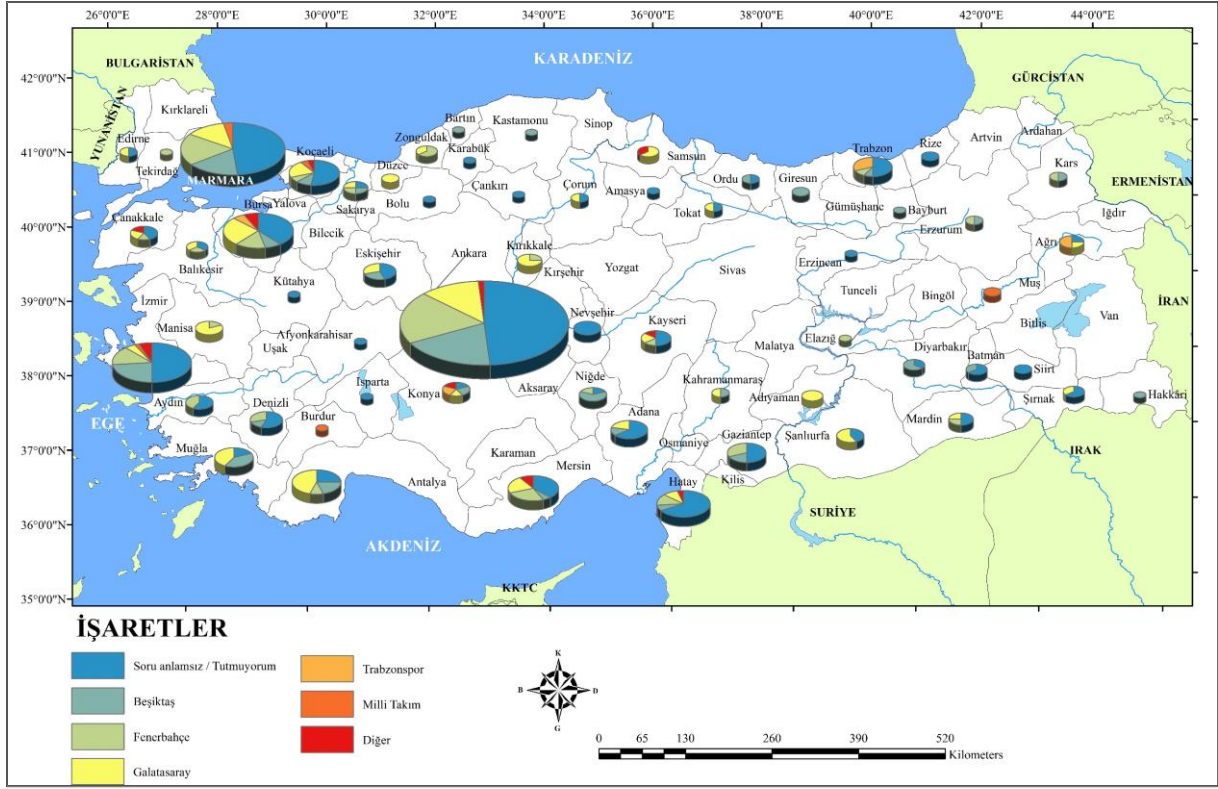 26°0'0"E 28°0'0"E 30°0'0"E 32°0'0"E 34°0'0"E 36°0'0"E 38°0'0"E 40°0'0"E 42°0'0"E 44°0'0"E
42°0'0"N
41°0'0"N
40°0'0"N
39°0'0"N
38°0'0"N
37°0'0"N
36°0'0"N
35°0'0"N
BULGARİSTAN
YUNANİSTAN
KARADENİZ
GÜRCİSTAN
ERMENİSTAN
İRAN
IRAK
SURİYE
KKTC
AKDENİZ
EGE
MARMARA
Kırklareli
Edirne
Tekirdağ
Kocaeli
Yalova
Bursa
Sakarya
Düzce
Zonguldak
Bartın
Karabük
Kastamonu
Sinop
Bolu
Çankırı
Çorum
Amasya
Samsun
Tokat
Ordu
Giresun
Trabzon
Rize
Artvin
Ardahan
Kars
Gümüşhane
Bayburt
Erzurum
Iğdır
Ağrı
Çanakkale
Balıkesir
Bilecik
Kütahya
Eskişehir
Ankara
Kırıkkale
Kırşehir
Yozgat
Sivas
Erzincan
Tunceli
Bingöl
Muş
Bitlis
Van
İzmir
Manisa
Uşak
Afyonkarahisar
Nevşehir
Kayseri
Malatya
Elazığ
Diyarbakır
Batman
Siirt
Aydın
Denizli
Isparta
Burdur
Konya
Aksaray
Niğde
Kahramanmaraş
Adıyaman
Şırnak
Hakkâri
Mardin
Muğla
Antalya
Karaman
Mersin
Adana
Osmaniye
Gaziantep
Şanlıurfa
Kilis
Hatay
İŞARETLER
Soru anlamsız / Tutmuyorum
Beşiktaş
Fenerbahçe
Galatasaray
Trabzonspor
Milli Takım
Diğer
K
B D
G
0 65 130 260 390 520
Kilometers